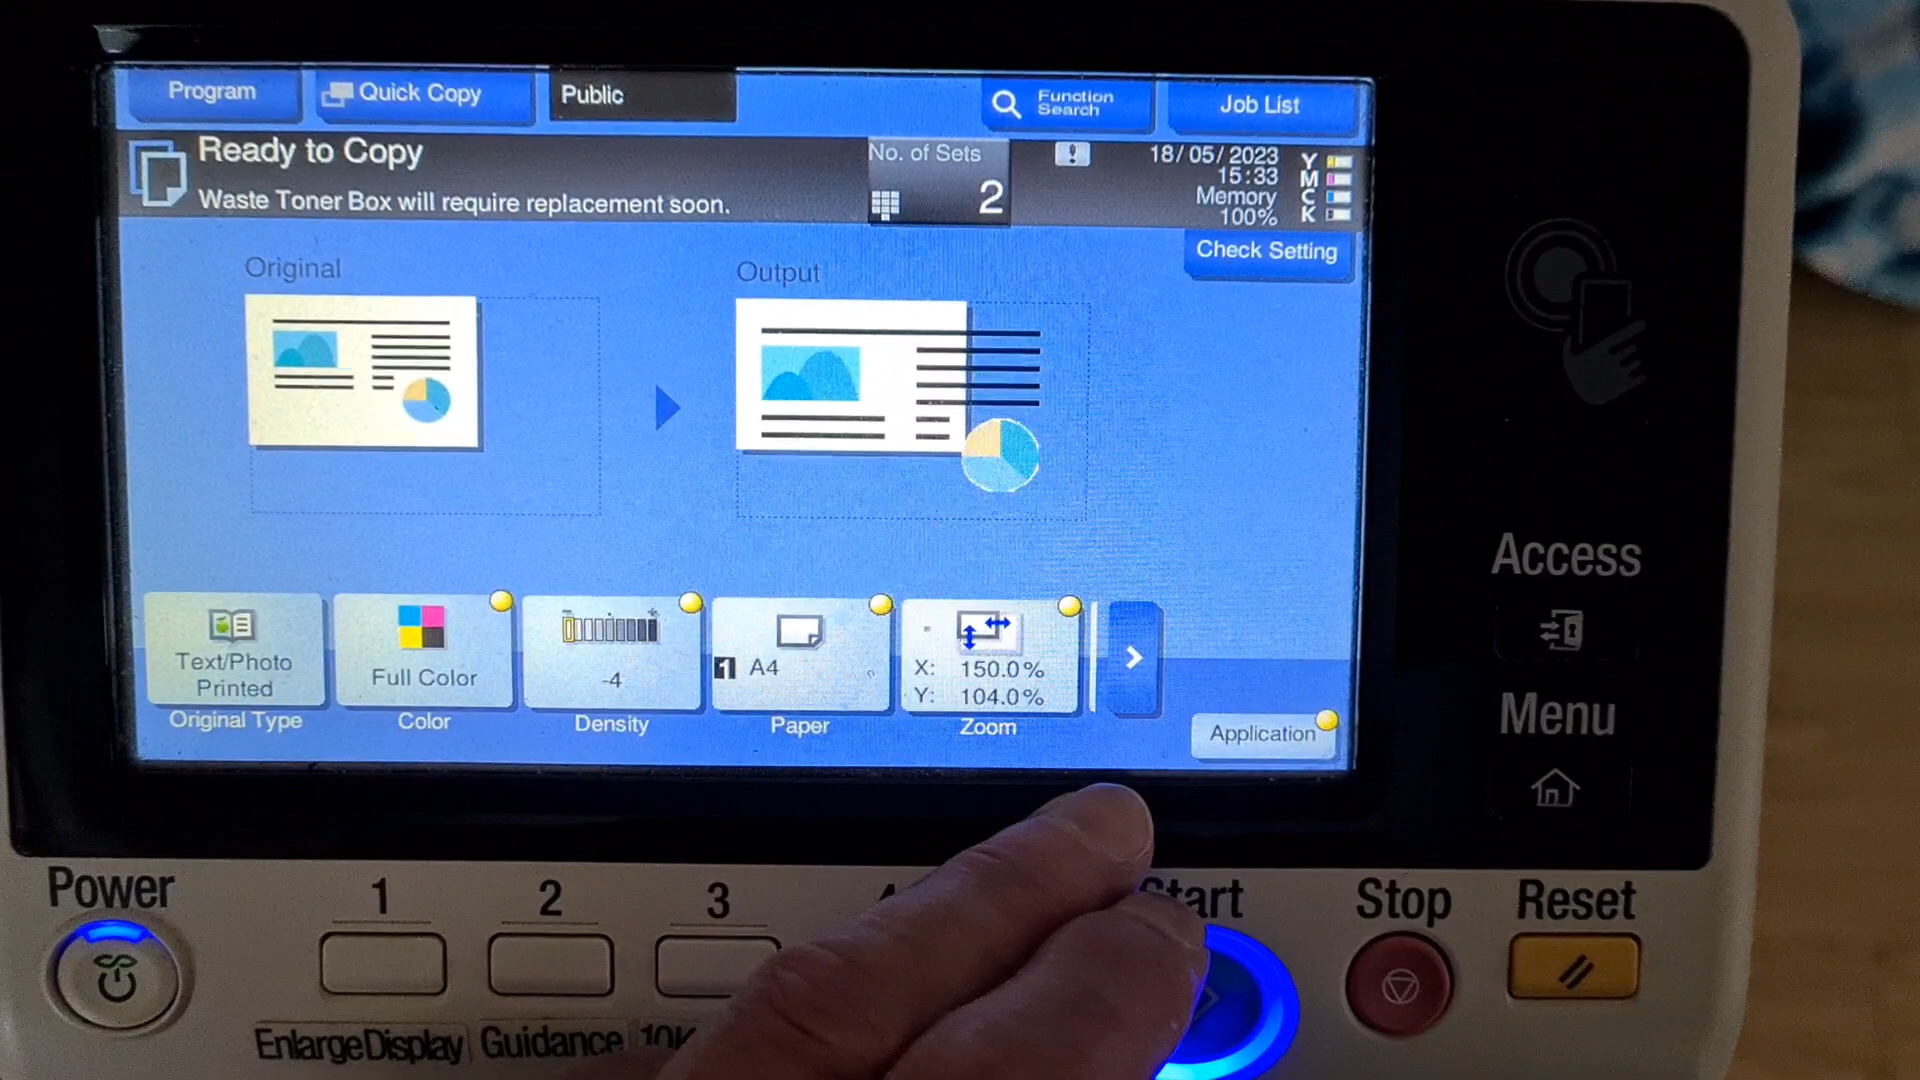 Program
Quick Copy
Public
Function
Search
Job List
Ready to Copy
Waste Toner Box will require replacement soon.
No. of Sets
2
18/05/2023
15:33
Memory
100%
Y
M
C
K
Check Setting
Original
Output
Text/Photo
Printed
Original Type
Full Color
Color
- +
-4
Density
1 A4
Paper
X: 150.0%
Y: 104.0%
Zoom
Application
Access
Menu
Power
1
2
3
Start
Stop
Reset
EnlargeDisplay
Guidance